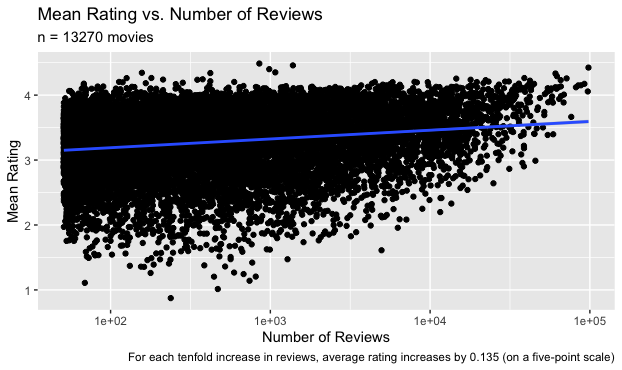 Mean Rating vs. Number of Reviews
n = 13270 movies
Mean Rating
4
3
2
1
1e+02 1e+03 1e+04 1e+05
Number of Reviews
For each tenfold increase in reviews, average rating increases by 0.135 (on a five-point scale)